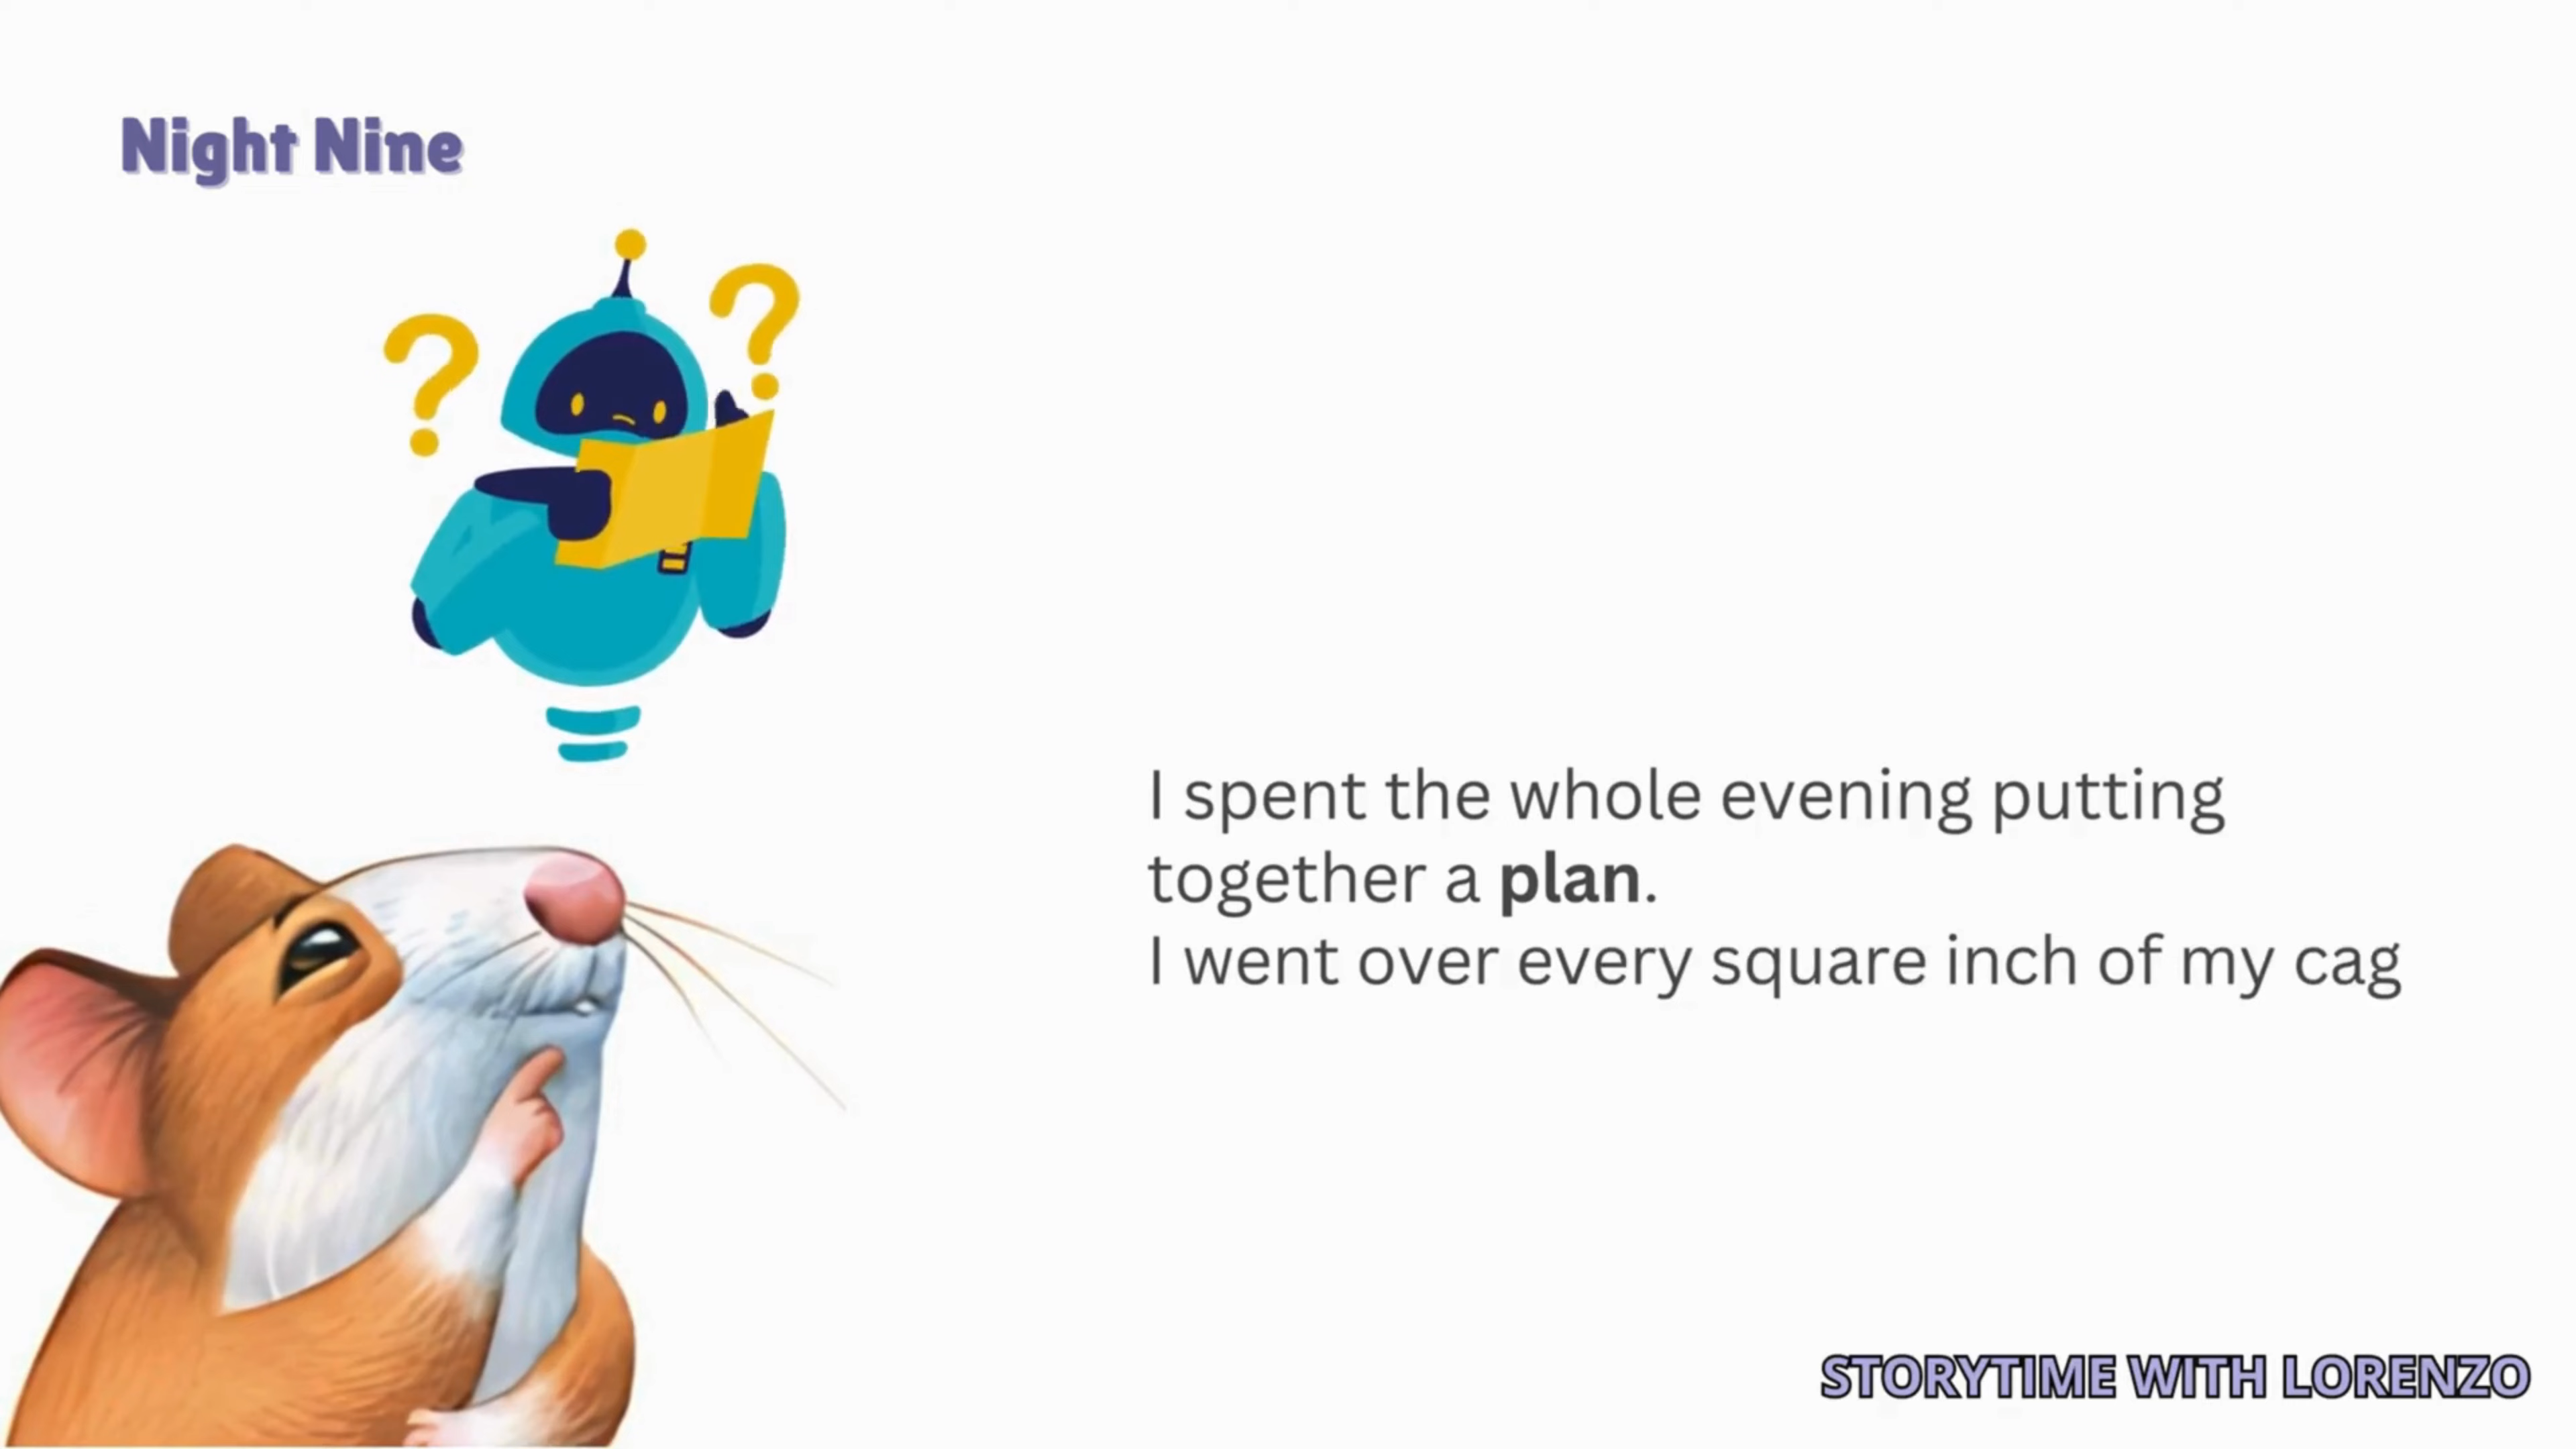 Night Nine
? ?
I spent the whole evening putting
together a plan.
I went over every square inch of my cag
STORYTIME WITH LORENZO